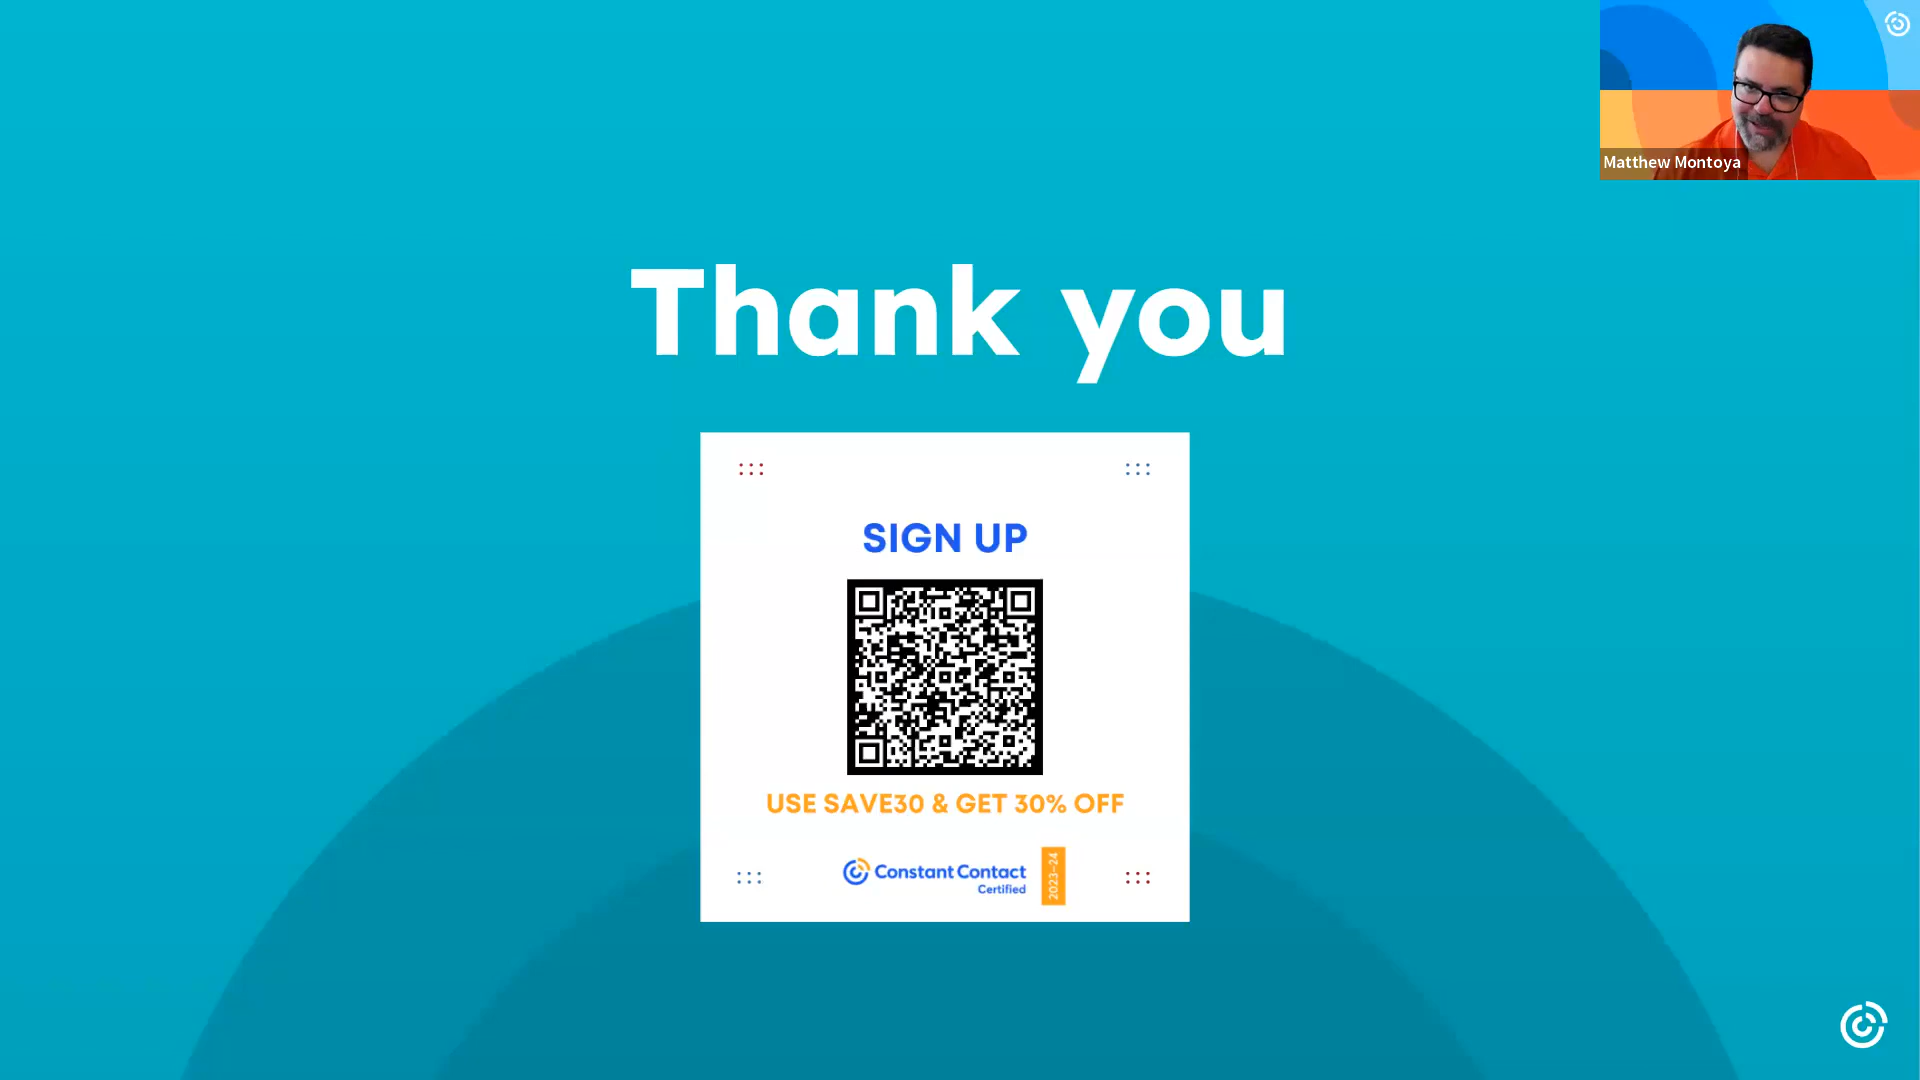 Matthew Montoya
Thank you
SIGN UP
USE SAVE30 & GET 30% OFF
Constant Contact
Certified
2023-24